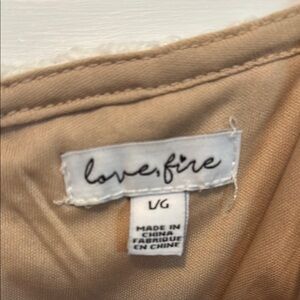 love, fire
L/G
MADE IN
CHINA
FABRIQUÉ
EN CHINE